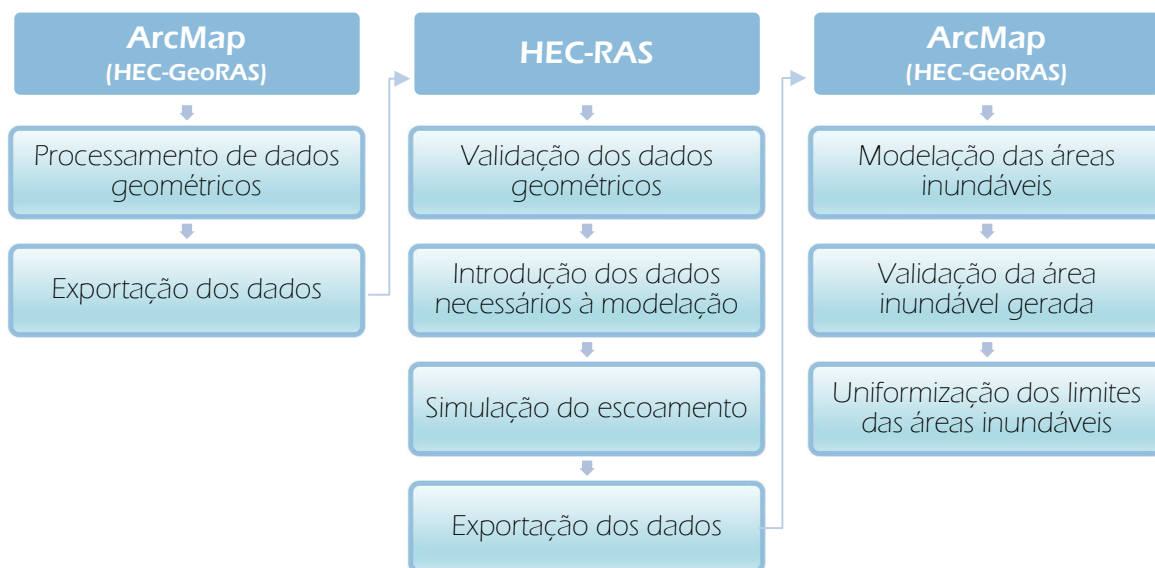 ArcMap
(HEC-GeoRAS)
Processamento de dados
geométricos
Exportação dos dados
HEC-RAS
Validação dos dados
geométricos
Introdução dos dados
necessários à modelação
Simulação do escoamento
Exportação dos dados
ArcMap
(HEC-GeoRAS)
Modelação das áreas
inundáveis
Validação da área
inundável gerada
Uniformização dos limites
das áreas inundáveis